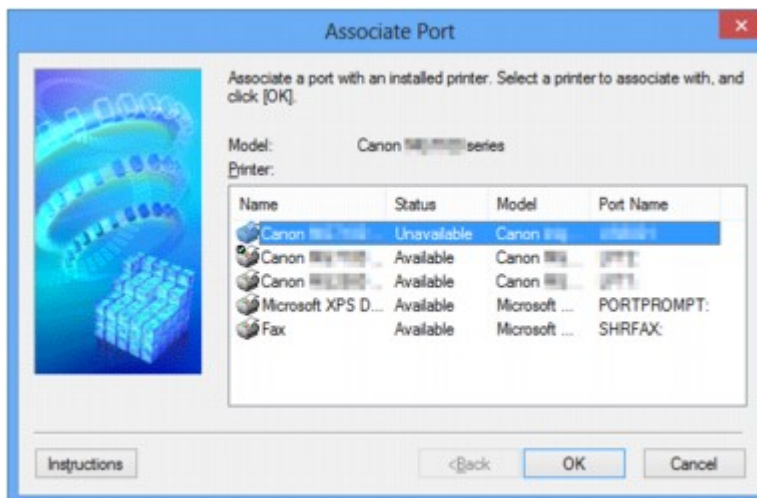 Associate Port
Associate a port with an installed printer. Select a printer to associate with, and
click [OK].
Model: Canon series
Printer:
Name Status Model Port Name
Canon ... Unavailable Canon
Canon ... Available Canon ...
Canon ... Available Canon ...
Microsoft XPS D... Available Microsoft ... PORTPROMPT:
Fax Available Microsoft ... SHRFAX:
Instructions <Back OK Cancel